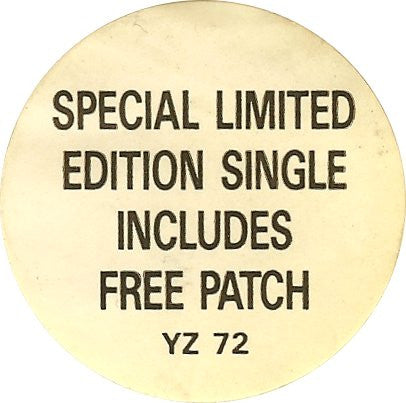 SPECIAL LIMITED
EDITION SINGLE
INCLUDES
FREE PATCH
YZ 72